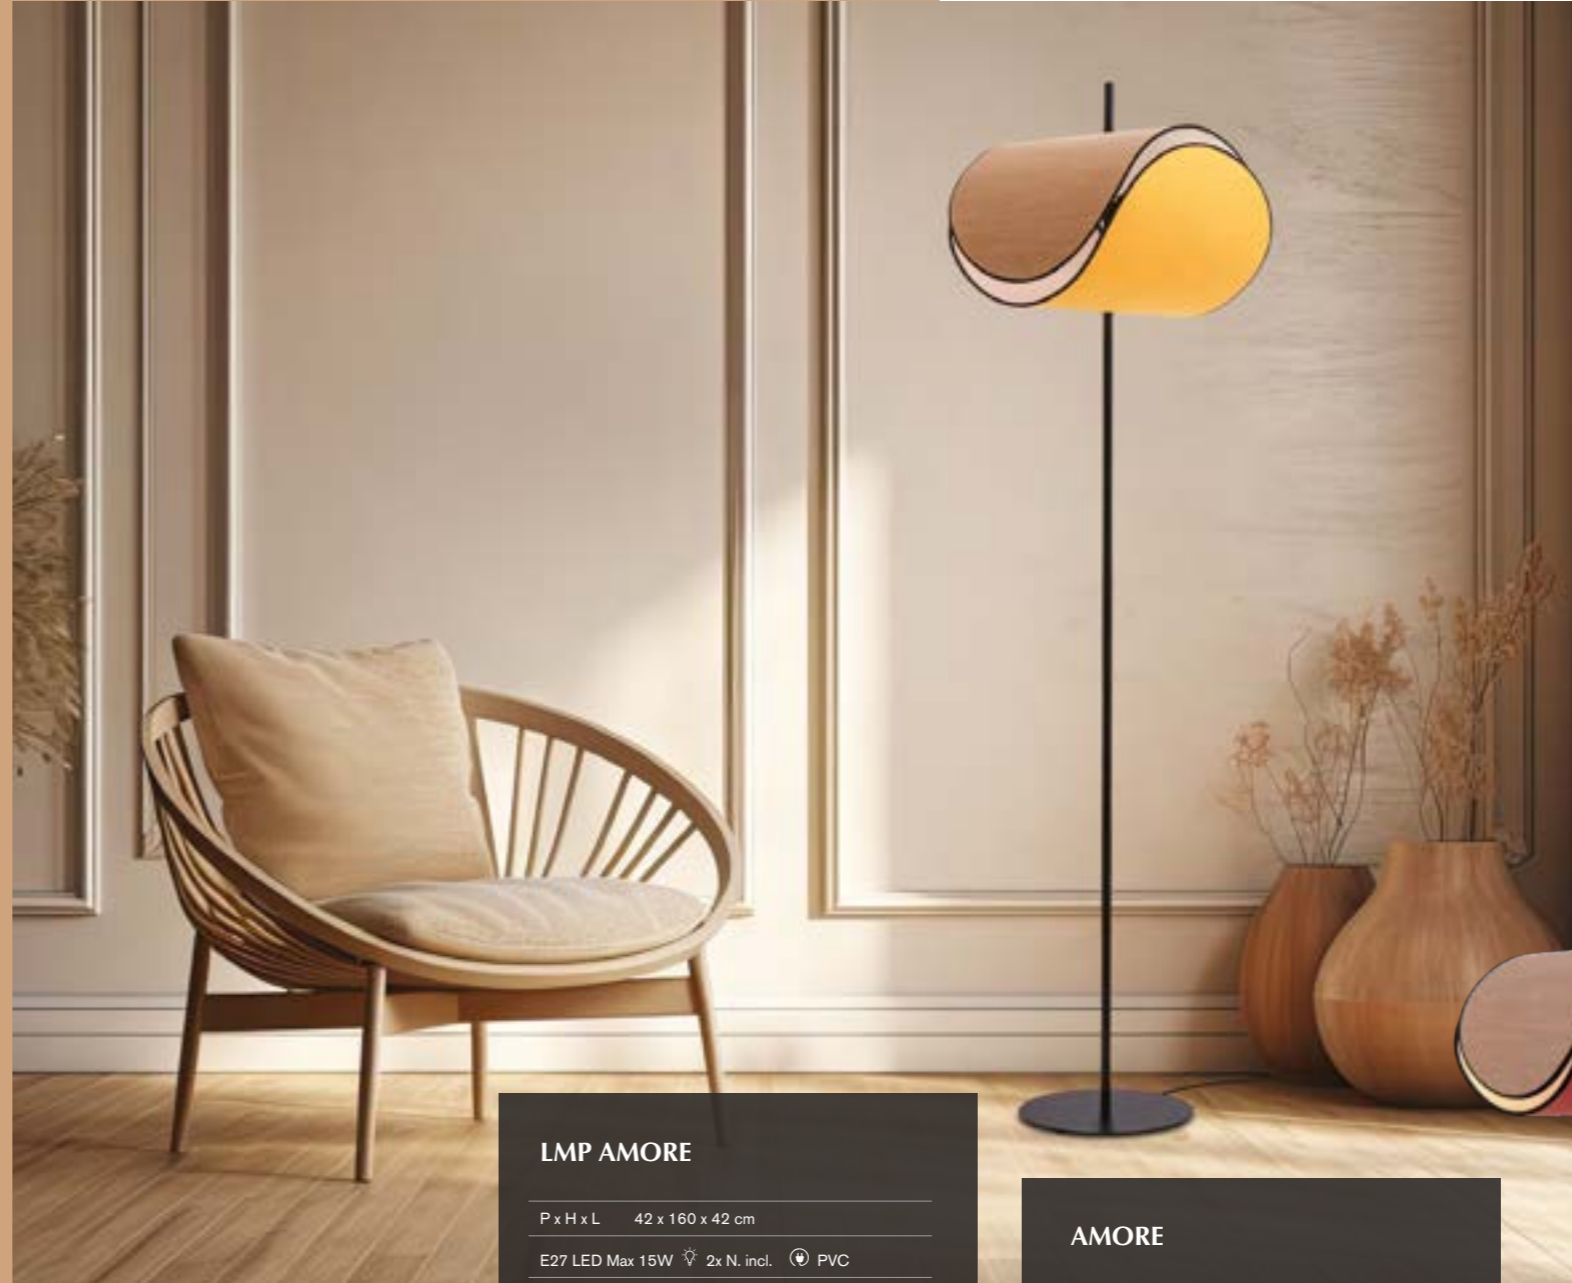 LMP AMORE
P x H x L 42 x 160 x 42 cm
E27 LED Max 15W 2x N. incl. PVC
AMORE